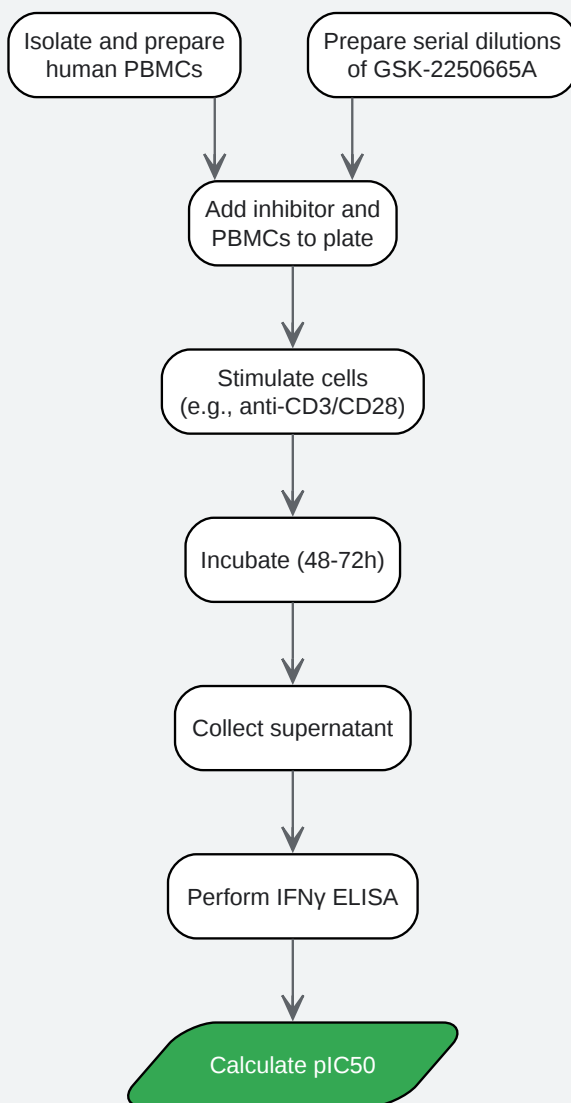 Isolate and prepare
human PBMCs
Prepare serial dilutions
of GSK-2250665A
Add inhibitor and
PBMCs to plate
Stimulate cells
(e.g., anti-CD3/CD28)
Incubate (48-72h)
Collect supernatant
Perform IFNγ ELISA
Calculate pIC50